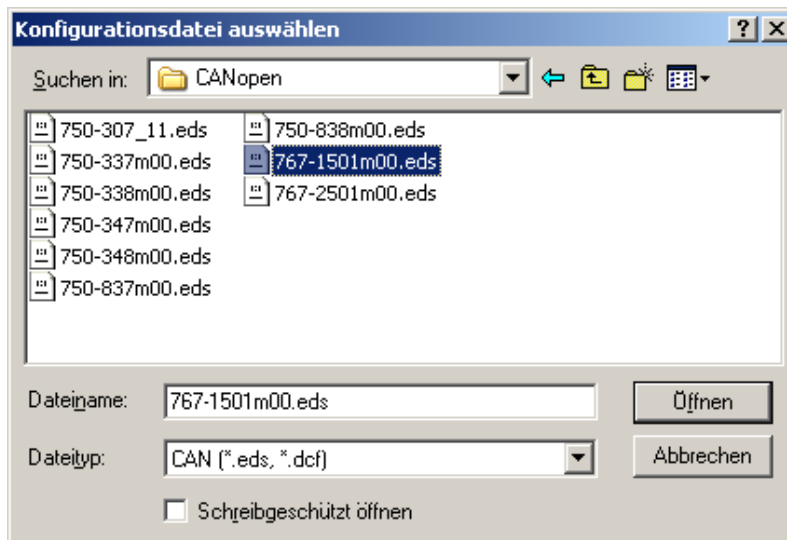 Konfigurationsdatei auswählen
Suchen in: CANopen
750-307_11.eds
750-337m00.eds
750-338m00.eds
750-347m00.eds
750-348m00.eds
750-837m00.eds
750-838m00.eds
767-1501m00.eds
767-2501m00.eds
Dateiname: 767-1501m00.eds Öffnen
Dateityp: CAN (*.eds, *.dcf) Abbrechen
Schreibgeschützt öffnen